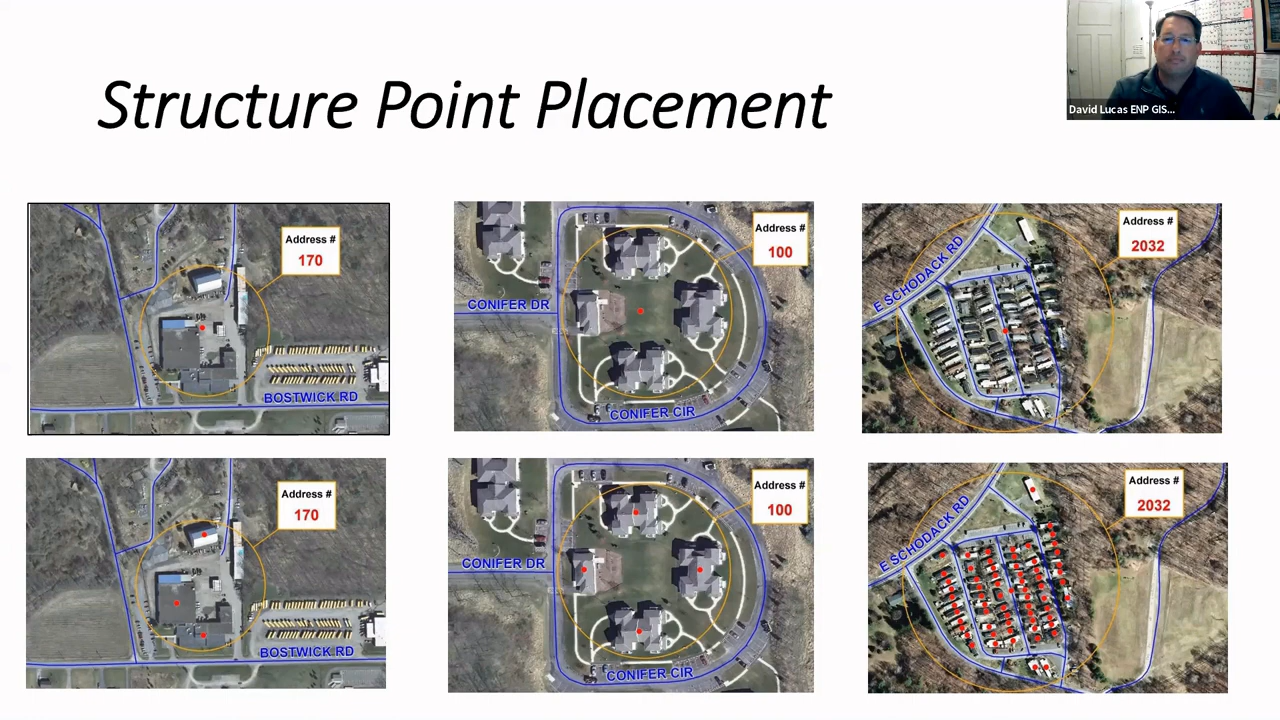 Structure Point Placement
David Lucas ENP GIS...
Address #
170
BOSTWICK RD
Address #
100
CONIFER DR
CONIFER CIR
Address #
2032
E SCHODACK RD
Address #
170
BOSTWICK RD
Address #
100
CONIFER DR
CONIFER CIR
Address #
2032
E SCHODACK RD